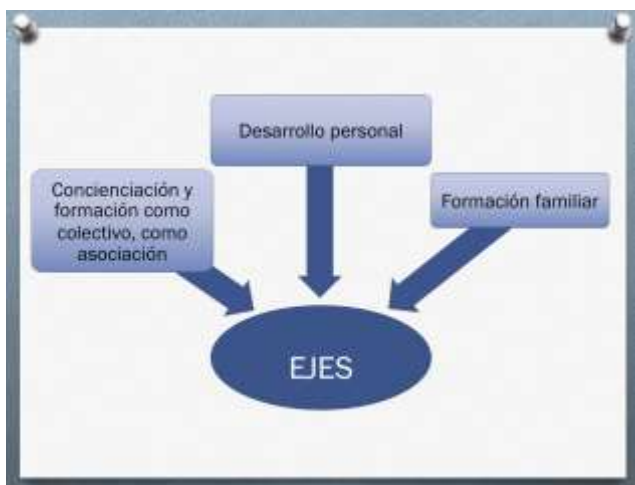 Desarrollo personal
Concienciación y
formación como
colectivo, como
asociación
Formación familiar
EJES